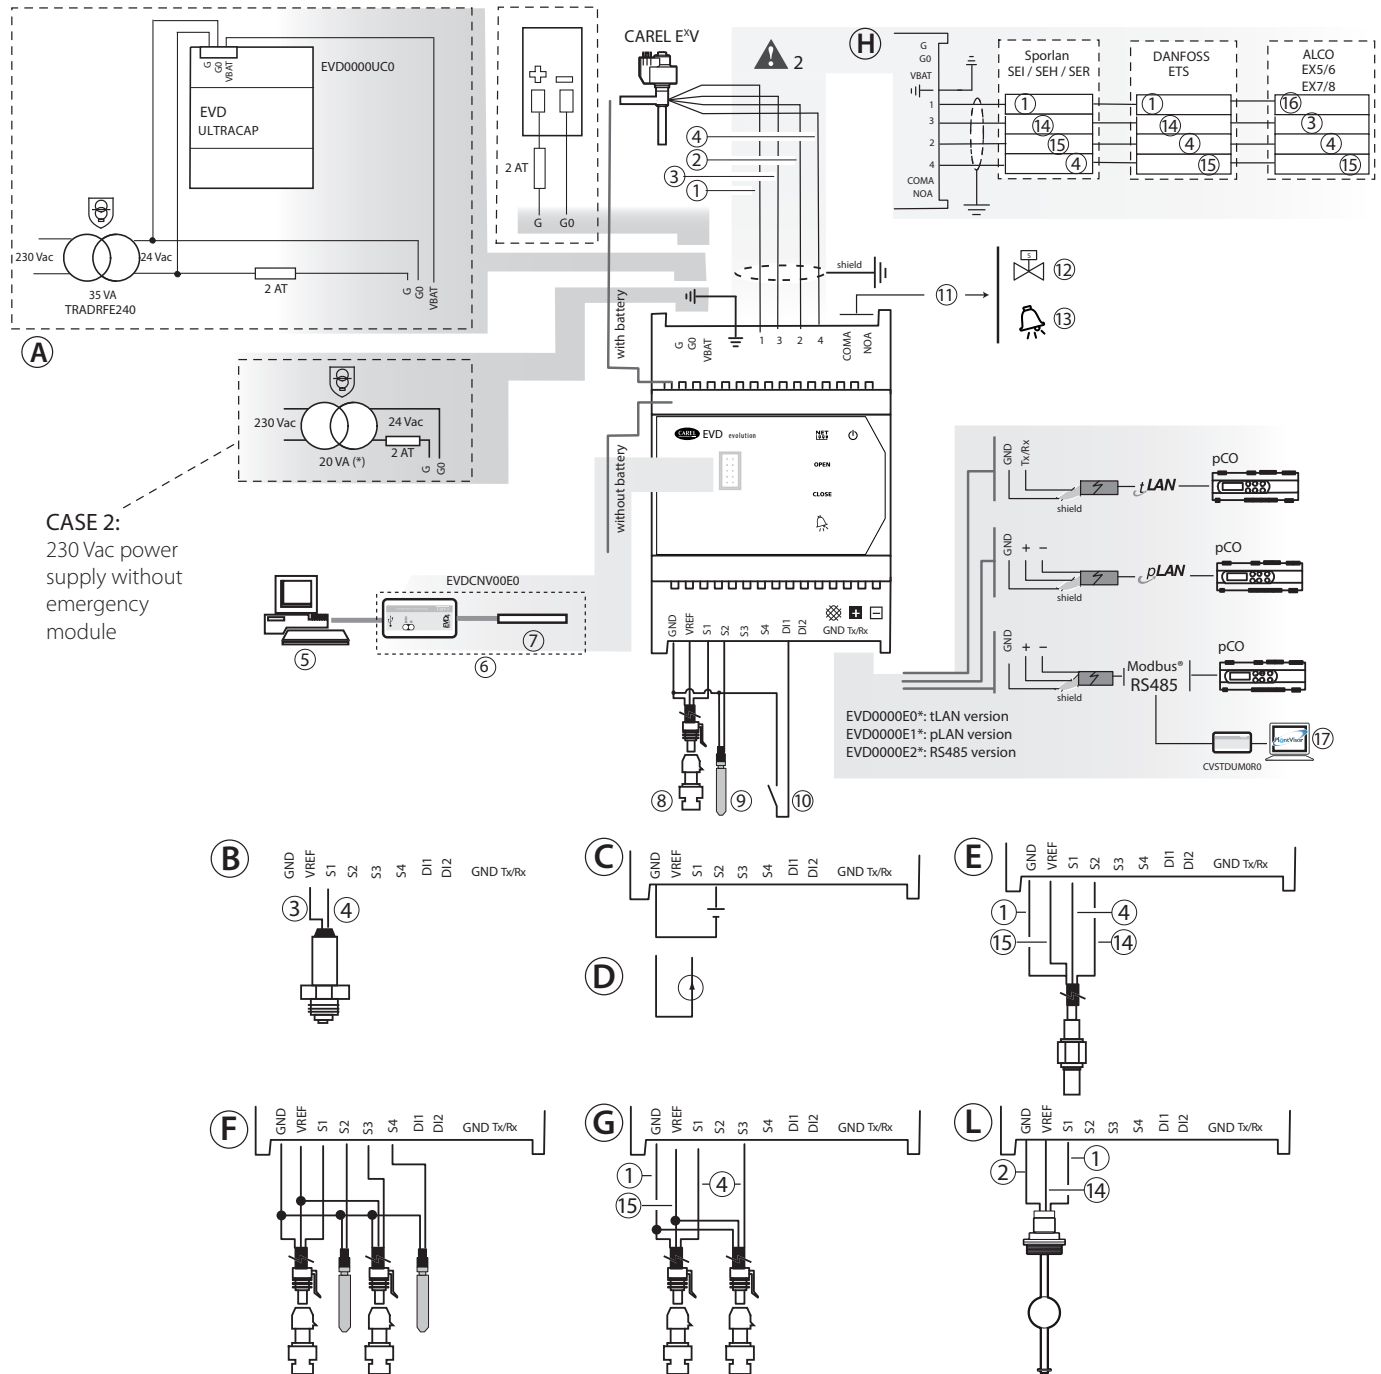 G
G0
VBAT
EVD0000UC0
EVD
ULTRACAP
230 Vac
24 Vac
35 VA
TRADRFE240
2 AT
G
G0
VBAT
A
2 AT
G
G0
CAREL EXV
2
4
2
3
1
shield
with battery
without battery
H
G
G0
VBAT
1
3
2
4
COMA
NOA
Sporlan
SEI / SEH / SER
1
14
15
4
DANFOSS
ETS
1
14
4
15
ALCO
EX5/6
EX7/8
16
3
4
15
11
12
S
13
230 Vac
24 Vac
2 AT
20 VA (*)
G
G0
CASE 2:
230 Vac power
supply without
emergency
module
G
G0
VBAT
1
3
2
4
COMA
NOA
CAREL
EVD evolution
NET
OPEN
CLOSE
GND
VREF
S1
S2
S3
S4
DI1
DI2
GND Tx/Rx
EVDCNV00E0
5
6
7
8
9
10
GND
Tx/Rx
shield
tLAN
pCO
GND
+
−
shield
pLAN
pCO
GND
+
−
shield
Modbus®
RS485
pCO
EVD0000E0*: tLAN version
EVD0000E1*: pLAN version
EVD0000E2*: RS485 version
CVSTDUM0R0
PlantVisor
17
B
GND
VREF
S1
S2
S3
S4
DI1
DI2
GND Tx/Rx
3
4
C
GND
VREF
S1
S2
S3
S4
DI1
DI2
GND Tx/Rx
D
E
GND
VREF
S1
S2
S3
S4
DI1
DI2
GND Tx/Rx
1
4
15
14
F
GND
VREF
S1
S2
S3
S4
DI1
DI2
GND Tx/Rx
G
GND
VREF
S1
S2
S3
S4
DI1
DI2
GND Tx/Rx
1
4
15
L
GND
VREF
S1
S2
S3
S4
DI1
DI2
GND Tx/Rx
2
1
14